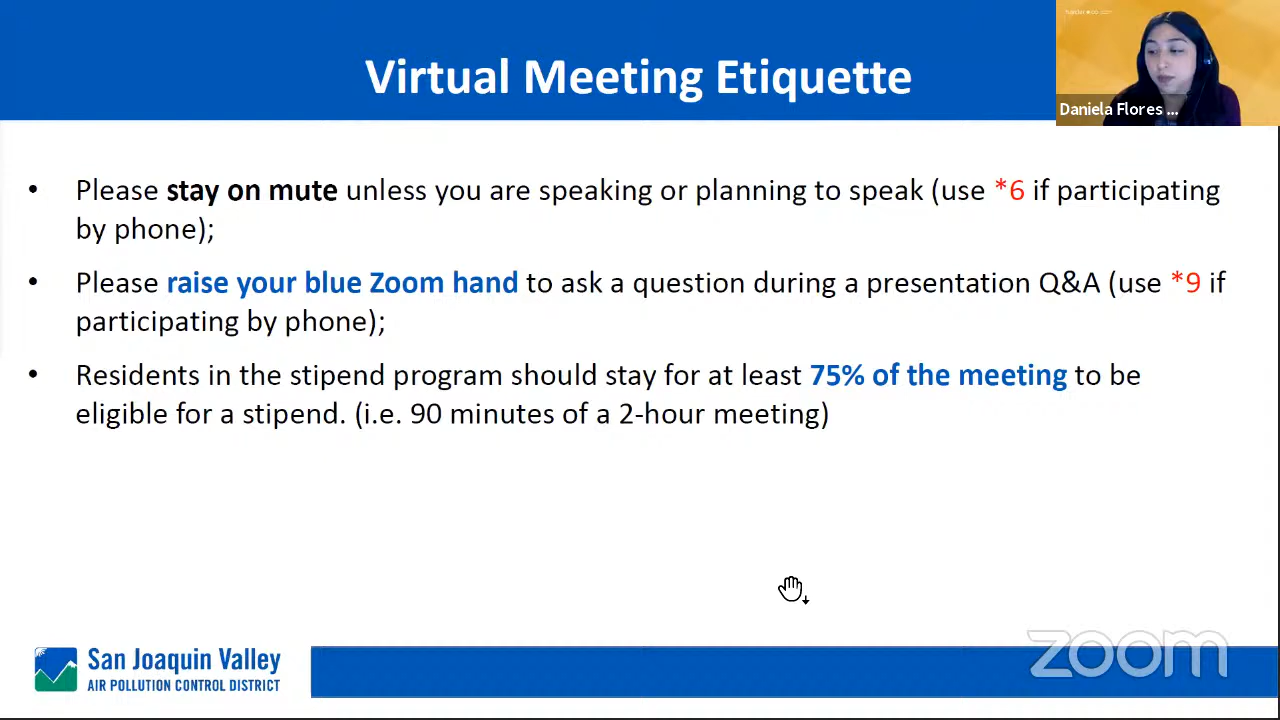 Virtual Meeting Etiquette
Daniela Flores ...
• Please stay on mute unless you are speaking or planning to speak (use *6 if participating
by phone);
• Please raise your blue Zoom hand to ask a question during a presentation Q&A (use *9 if
participating by phone);
• Residents in the stipend program should stay for at least 75% of the meeting to be
eligible for a stipend. (i.e. 90 minutes of a 2-hour meeting)
San Joaquin Valley
AIR POLLUTION CONTROL DISTRICT
zoom